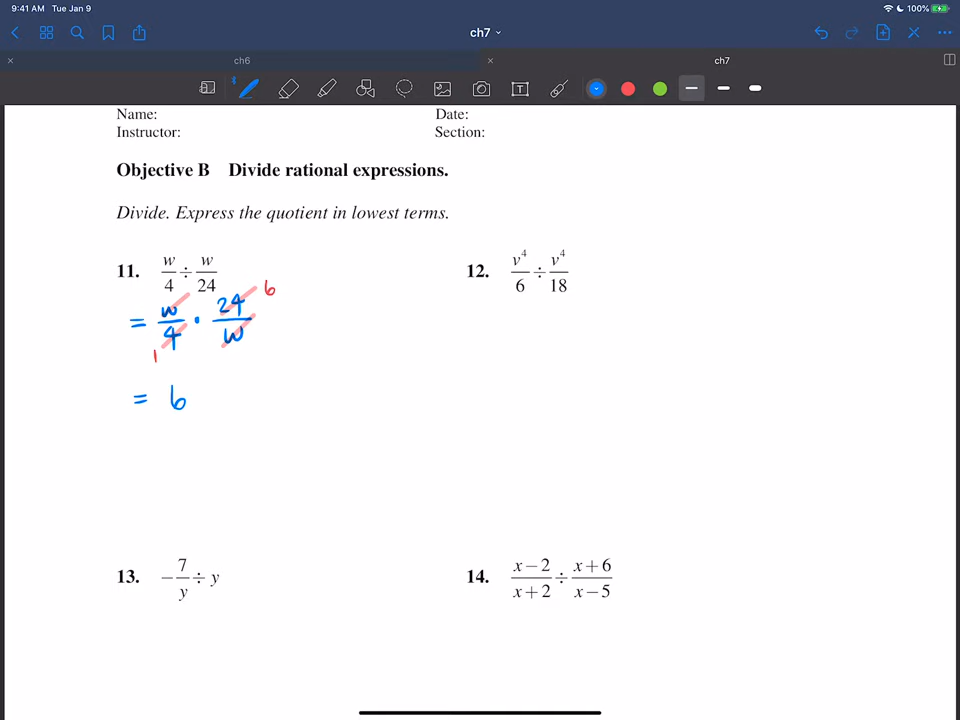 9:41 AM Tue Jan 9 100%
ch7
ch6 ch7
Name: Date:
Instructor: Section:
Objective B Divide rational expressions.
Divide. Express the quotient in lowest terms.
11. w/4 ÷ w/24
= w/4 · 24/w
6
1
= 6
12. v⁴/6 ÷ v⁴/18
13. −7/y ÷ y
14. x−2/x+2 ÷ x+6/x−5